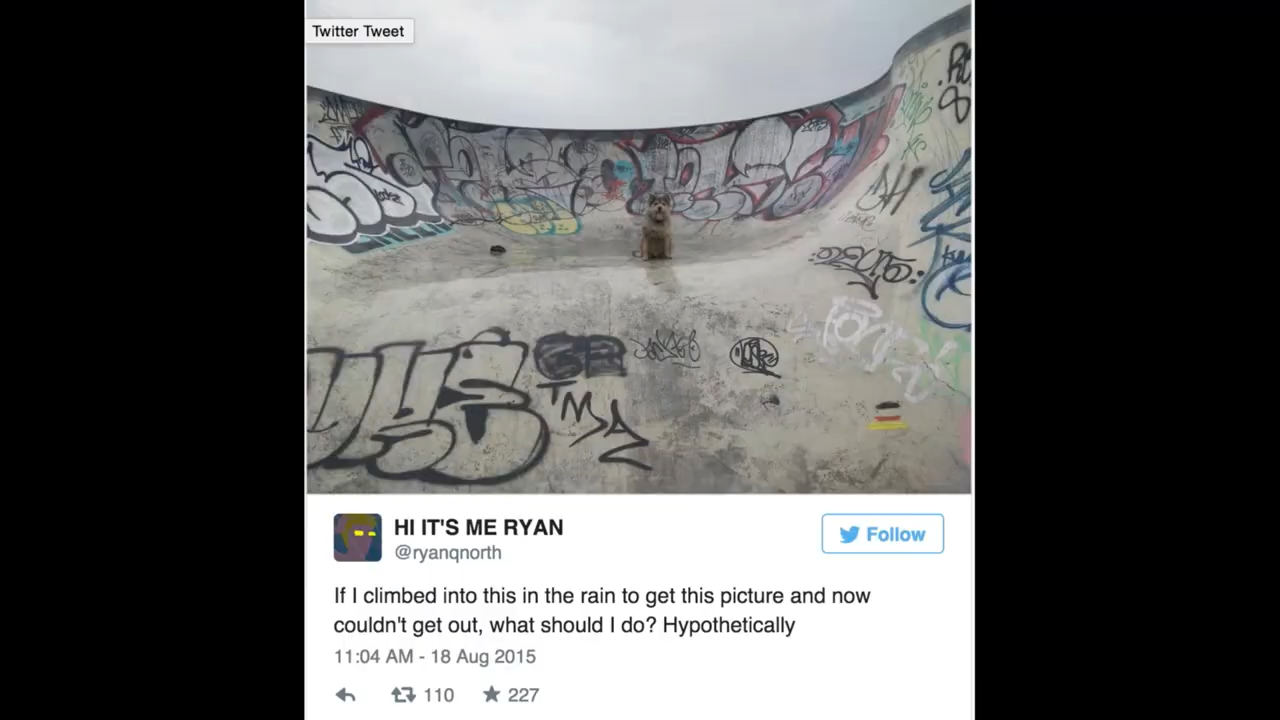 Twitter Tweet
TMA
HI IT'S ME RYAN
@ryanqnorth
Follow
If I climbed into this in the rain to get this picture and now
couldn't get out, what should I do? Hypothetically
11:04 AM - 18 Aug 2015
110
227